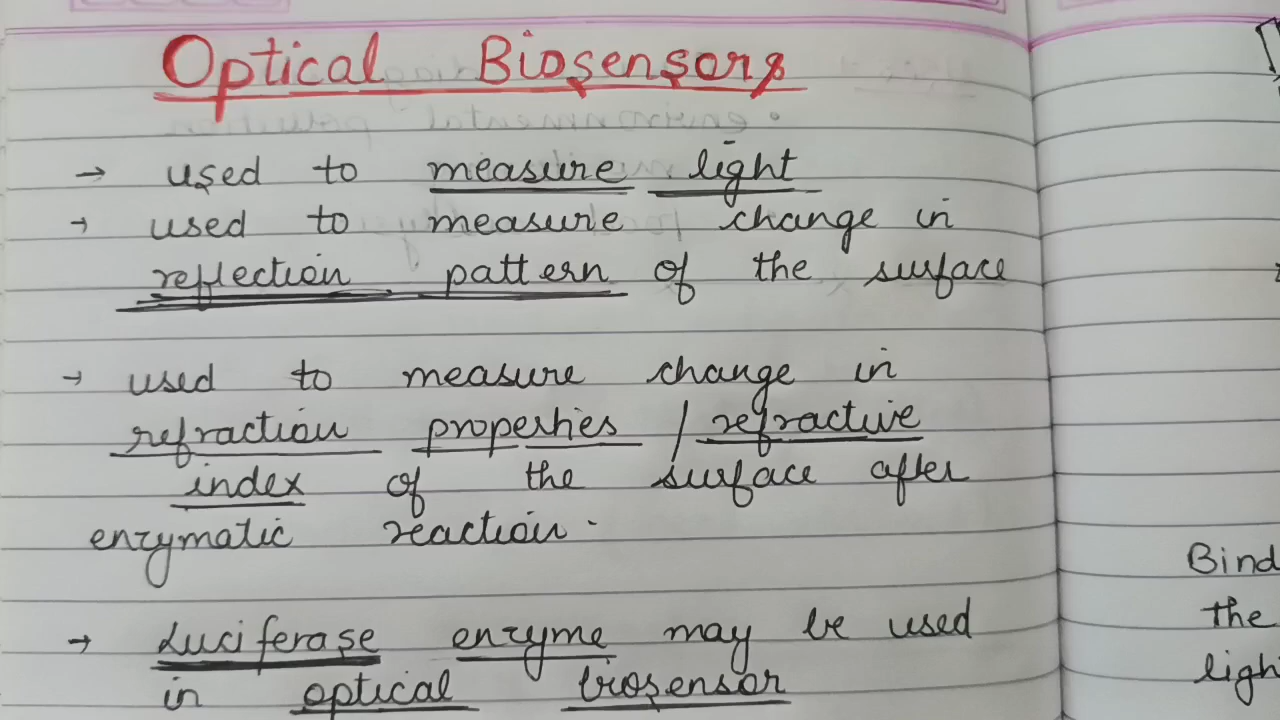 Optical Biosensors
→ used to measure light
→ used to measure change in
reflection pattern of the surface
→ used to measure change in
refraction properties / refractive
index of the surface after
enzymatic reaction.
→ Luciferase enzyme may be used
in optical biosensor
Bind
the
ligh